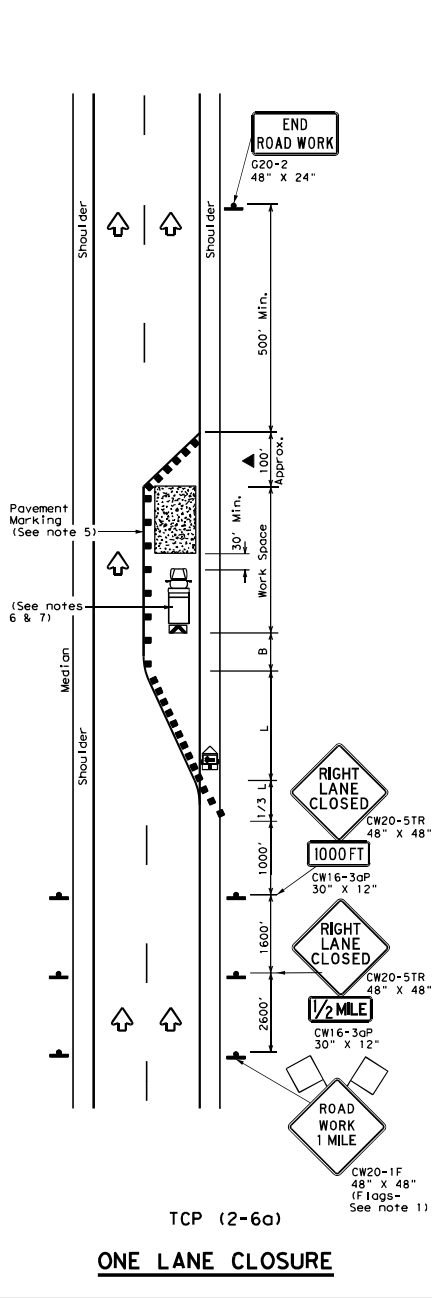 END
ROAD WORK
G20-2
48" X 24"
Shoulder
Shoulder
500' Min.
100'
Approx.
Pavement
Marking
(See note 5)
30' Min.
Work Space
(See notes
6 & 7)
B
Median
L
Shoulder
1/3 L
RIGHT
LANE
CLOSED
CW20-5TR
48" X 48"
1000 FT
CW16-3aP
30" X 12"
1000'
1600'
RIGHT
LANE
CLOSED
CW20-5TR
48" X 48"
1/2 MILE
CW16-3aP
30" X 12"
2600'
ROAD
WORK
1 MILE
CW20-1F
48" X 48"
(Flags-
See note 1)
TCP (2-6a)
ONE LANE CLOSURE